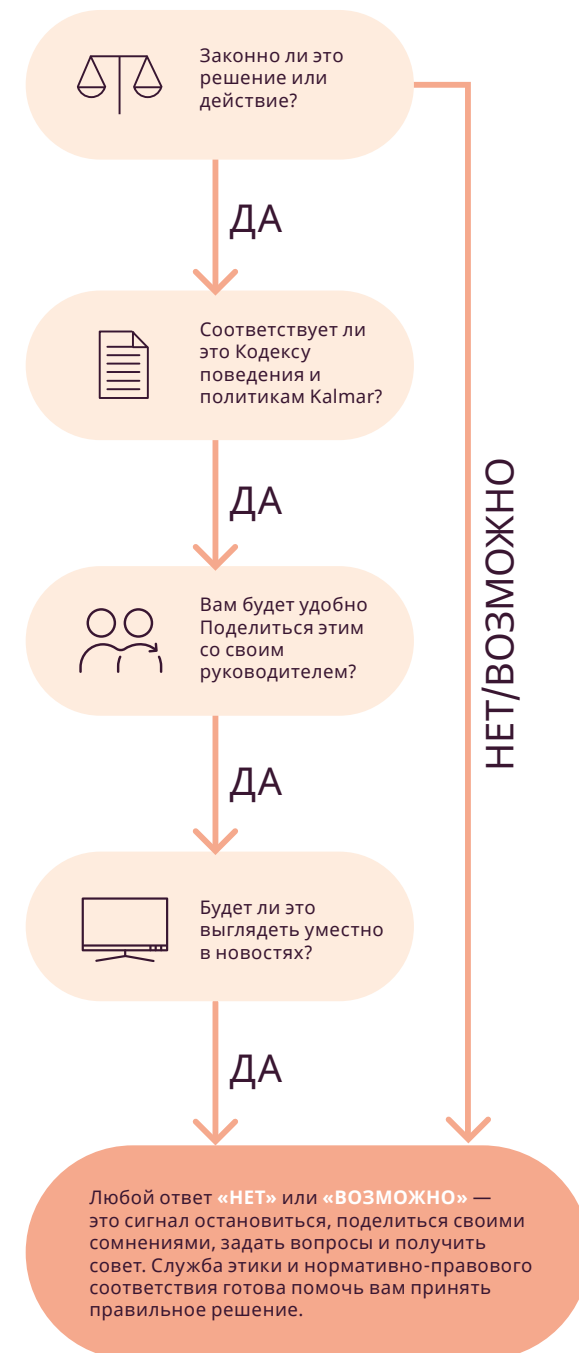 Законно ли это
решение или
действие?
ДА
Соответствует ли
это Кодексу
поведения и
политикам Kalmar?
ДА
Вам будет удобно
Поделиться этим
со своим
руководителем?
ДА
Будет ли это
выглядеть уместно
в новостях?
ДА
НЕТ/ВОЗМОЖНО
Любой ответ «НЕТ» или «ВОЗМОЖНО» —
это сигнал остановиться, поделиться своими
сомнениями, задать вопросы и получить
совет. Служба этики и нормативно-правового
соответствия готова помочь вам принять
правильное решение.